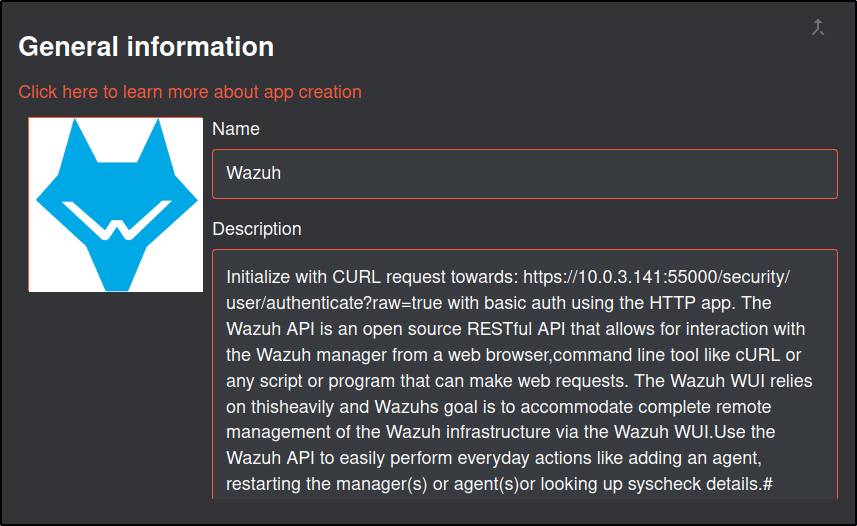 General information
Click here to learn more about app creation
Name
Wazuh
Description
Initialize with CURL request towards: https://10.0.3.141:55000/security/
user/authenticate?raw=true with basic auth using the HTTP app. The
Wazuh API is an open source RESTful API that allows for interaction with
the Wazuh manager from a web browser,command line tool like cURL or
any script or program that can make web requests. The Wazuh WUI relies
on thisheavily and Wazuhs goal is to accommodate complete remote
management of the Wazuh infrastructure via the Wazuh WUI.Use the
Wazuh API to easily perform everyday actions like adding an agent,
restarting the manager(s) or agent(s)or looking up syscheck details.#